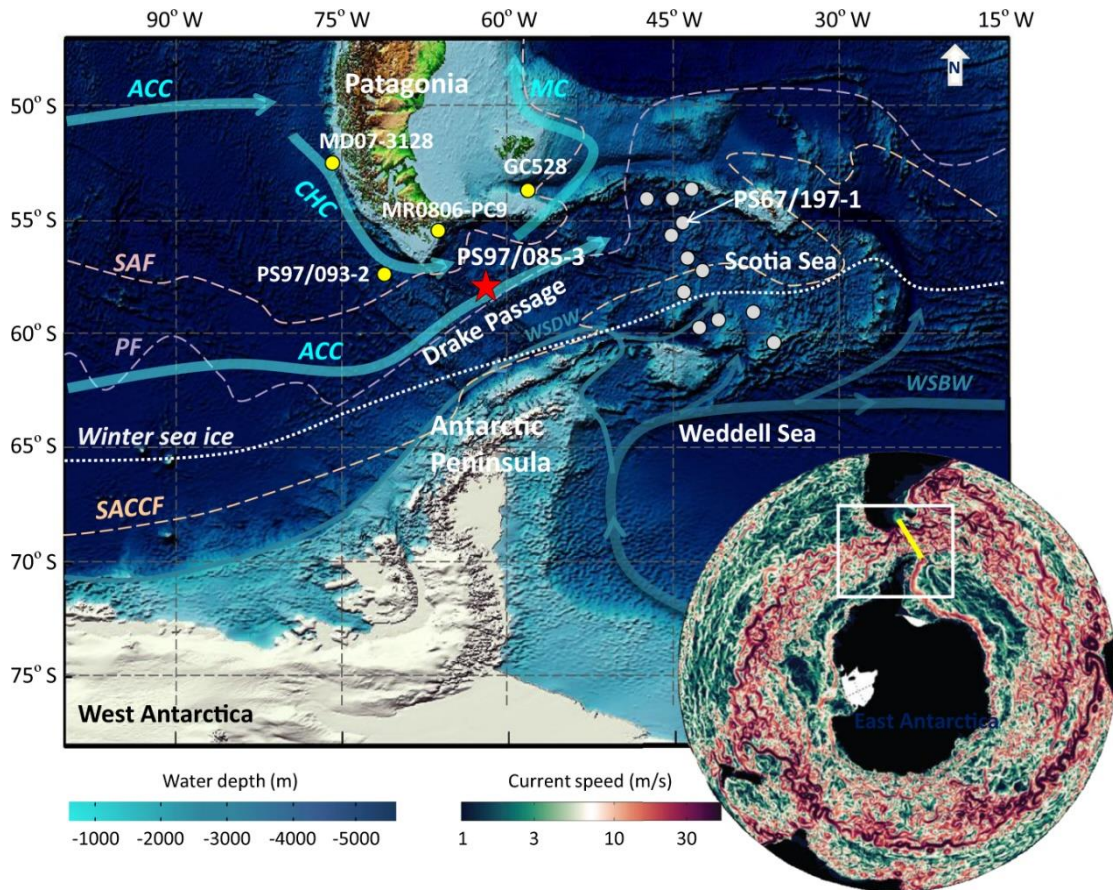 90° W 75° W 60° W 45° W 30° W 15° W
N
ACC
Patagonia
MC
50° S
MD07-3128
GC528
CHC
MR0806-PC9
PS67/197-1
55° S
SAF
PS97/093-2
PS97/085-3
Scotia Sea
Drake Passage
WSDW
60° S
PF
ACC
WSBW
Winter sea ice
Antarctic
Peninsula
Weddell Sea
65° S
SACCF
70° S
75° S
West Antarctica
East Antarctica
Water depth (m)
-1000 -2000 -3000 -4000 -5000
Current speed (m/s)
1 3 10 30